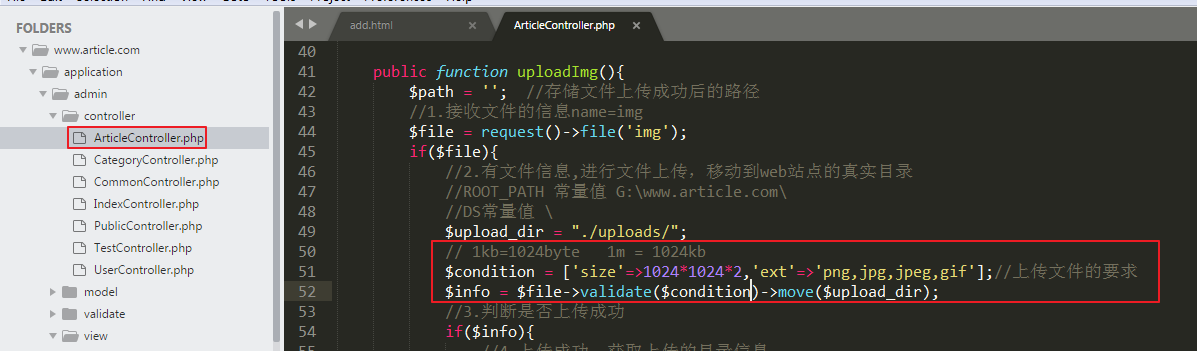 FOLDERS
www.article.com
application
admin
controller
ArticleController.php
CategoryController.php
CommonController.php
IndexController.php
PublicController.php
TestController.php
UserController.php
model
validate
view
add.html
ArticleController.php
40
41 public function uploadImg(){
42 $path = ''; //存储文件上传成功后的路径
43 //1.接收文件的信息name=img
44 $file = request()->file('img');
45 if($file){
46 //2.有文件信息,进行文件上传，移动到web站点的真实目录
47 //ROOT_PATH 常量值 G:\www.article.com\
48 //DS常量值 \
49 $upload_dir = "./uploads/";
50 // 1kb=1024byte 1m = 1024kb
51 $condition = ['size'=>1024*1024*2,'ext'=>'png,jpg,jpeg,gif'];//上传文件的要求
52 $info = $file->validate($condition)->move($upload_dir);
53 //3.判断是否上传成功
54 if($info){